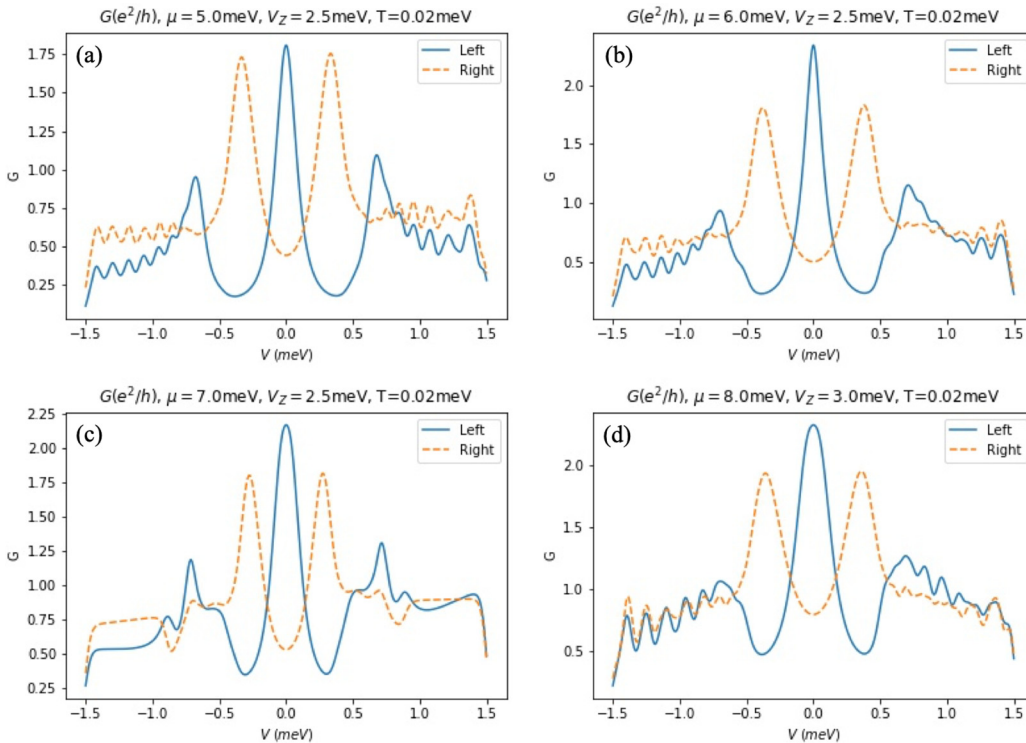 G(e²/h), μ = 5.0meV, V_Z = 2.5meV, T=0.02meV
(a)
Left
Right
1.75
1.50
1.25
1.00
0.75
0.50
0.25
G
−1.5 −1.0 −0.5 0.0 0.5 1.0 1.5
V (meV)
G(e²/h), μ = 6.0meV, V_Z = 2.5meV, T=0.02meV
(b)
Left
Right
2.0
1.5
1.0
0.5
G
−1.5 −1.0 −0.5 0.0 0.5 1.0 1.5
V (meV)
G(e²/h), μ = 7.0meV, V_Z = 2.5meV, T=0.02meV
(c)
Left
Right
2.25
2.00
1.75
1.50
1.25
1.00
0.75
0.50
0.25
G
−1.5 −1.0 −0.5 0.0 0.5 1.0 1.5
V (meV)
G(e²/h), μ = 8.0meV, V_Z = 3.0meV, T=0.02meV
(d)
Left
Right
2.0
1.5
1.0
0.5
G
−1.5 −1.0 −0.5 0.0 0.5 1.0 1.5
V (meV)